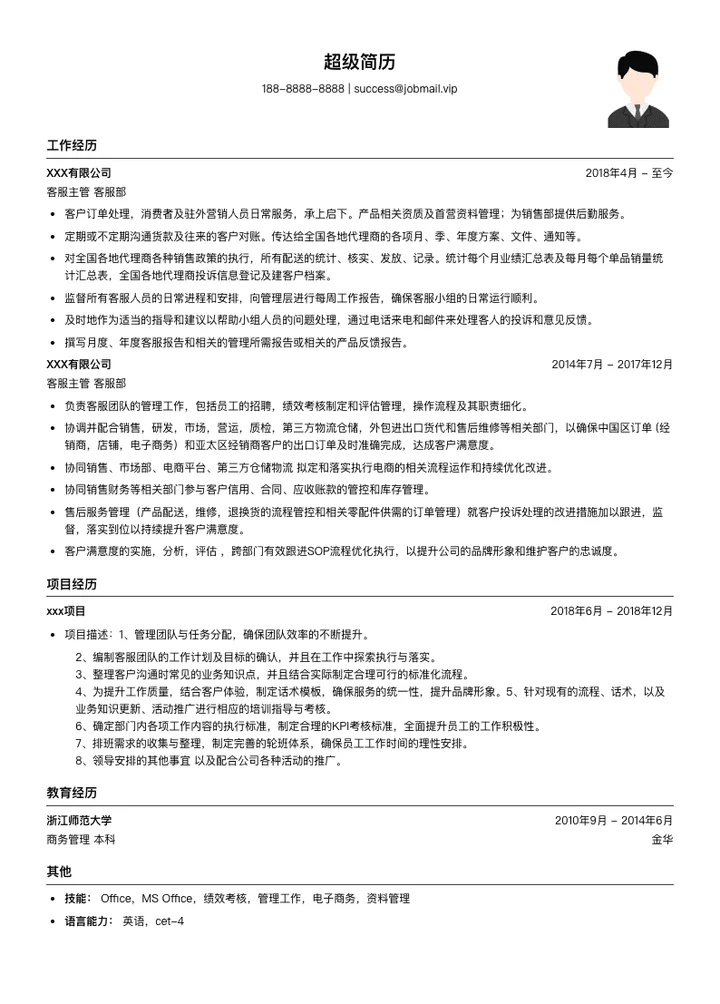 超级简历
188-8888-8888 | success@jobmail.vip
工作经历
XXX有限公司 2018年4月 - 至今
客服主管 客服部
• 客户订单处理，消费者及驻外营销人员日常服务，承上启下。产品相关资质及首营资料管理；为销售部提供后勤服务。
• 定期或不定期沟通货款及往来的客户对账。传达给全国各地代理商的各项月、季、年度方案、文件、通知等。
• 对全国各地代理商各种销售政策的执行，所有配送的统计、核实、发放、记录。统计每个月业绩汇总表及每月每个单品销量统
计汇总表，全国各地代理商投诉信息登记及建客户档案。
• 监督所有客服人员的日常进程和安排，向管理层进行每周工作报告，确保客服小组的日常运行顺利。
• 及时地作为适当的指导和建议以帮助小组人员的问题处理，通过电话来电和邮件来处理客人的投诉和意见反馈。
• 撰写月度、年度客服报告和相关的管理所需报告或相关的产品反馈报告。
XXX有限公司 2014年7月 - 2017年12月
客服主管 客服部
• 负责客服团队的管理工作，包括员工的招聘，绩效考核制定和评估管理，操作流程及其职责细化。
• 协调并配合销售，研发，市场，营运，质检，第三方物流仓储，外包进出口货代和售后维修等相关部门，以确保中国区订单 (经
销商，店铺，电子商务）和亚太区经销商客户的出口订单及时准确完成，达成客户满意度。
• 协同销售、市场部、电商平台、第三方仓储物流 拟定和落实执行电商的相关流程运作和持续优化改进。
• 协同销售财务等相关部门参与客户信用、合同、应收账款的管控和库存管理。
• 售后服务管理（产品配送，维修，退换货的流程管控和相关零配件供需的订单管理）就客户投诉处理的改进措施加以跟进，监
督，落实到位以持续提升客户满意度。
• 客户满意度的实施，分析，评估 ，跨部门有效跟进SOP流程优化执行，以提升公司的品牌形象和维护客户的忠诚度。
项目经历
xxx项目 2018年6月 - 2018年12月
• 项目描述：1、管理团队与任务分配，确保团队效率的不断提升。
2、编制客服团队的工作计划及目标的确认，并且在工作中探索执行与落实。
3、整理客户沟通时常见的业务知识点，并且结合实际制定合理可行的标准化流程。
4、为提升工作质量，结合客户体验，制定话术模板，确保服务的统一性，提升品牌形象。5、针对现有的流程、话术，以及
业务知识更新、活动推广进行相应的培训指导与考核。
6、确定部门内各项工作内容的执行标准，制定合理的KPI考核标准，全面提升员工的工作积极性。
7、排班需求的收集与整理，制定完善的轮班体系，确保员工工作时间的理性安排。
8、领导安排的其他事宜 以及配合公司各种活动的推广。
教育经历
浙江师范大学 2010年9月 - 2014年6月
商务管理 本科 金华
其他
• 技能： Office，MS Office，绩效考核，管理工作，电子商务，资料管理
• 语言能力： 英语，cet-4